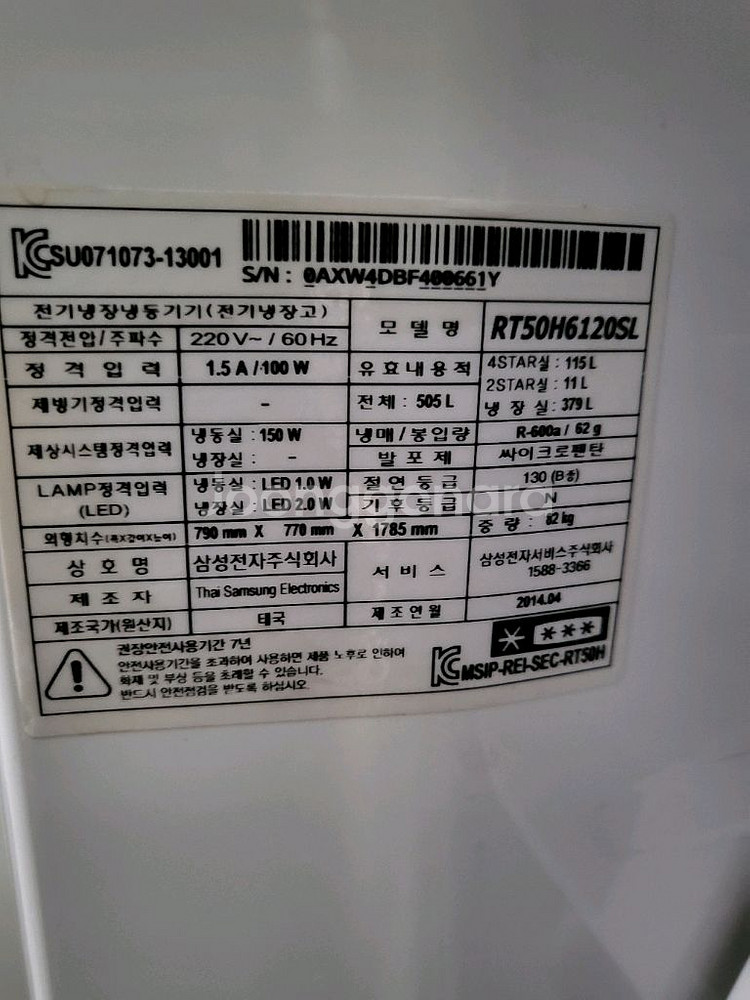 SU071073-13001
S/N : 0AXW4DBF400661Y
전기냉장냉동기기(전기냉장고)
모 델 명 RT50H6120SL
정격전압/주파수 220 V~ / 60 Hz
정 격 입 력 1.5 A /100 W
유 효 내 용 적 4STAR실 : 115 L
2STAR실 : 11 L
전체 : 505 L 냉 장 실 : 379 L
제빙기정격입력 -
제상시스템정격입력 냉동실 : 150 W
냉장실 : -
냉매 / 봉입량 R-600a / 62 g
발 포 제 싸이크로펜탄
LAMP정격입력 (LED) 냉동실 : LED 1.0 W
냉장실 : LED 2.0 W
절 연 등 급 130 (B종)
기 후 등 급 N
외형치수(폭X깊이X높이) 790 mm X 770 mm X 1785 mm
중 량 : 82 kg
상 호 명 삼성전자주식회사
서 비 스 삼성전자서비스주식회사
1588-3366
제 조 자 Thai Samsung Electronics
제조국가(원산지) 태국
제 조 연 월 2014.04
권장안전사용기간 7년
안전사용기간을 초과하여 사용하면 제품 노후로 인하여
화재 및 부상 등을 초래할 수 있습니다.
반드시 안전점검을 받도록 하십시오
MSIP-REI-SEC-RT50H